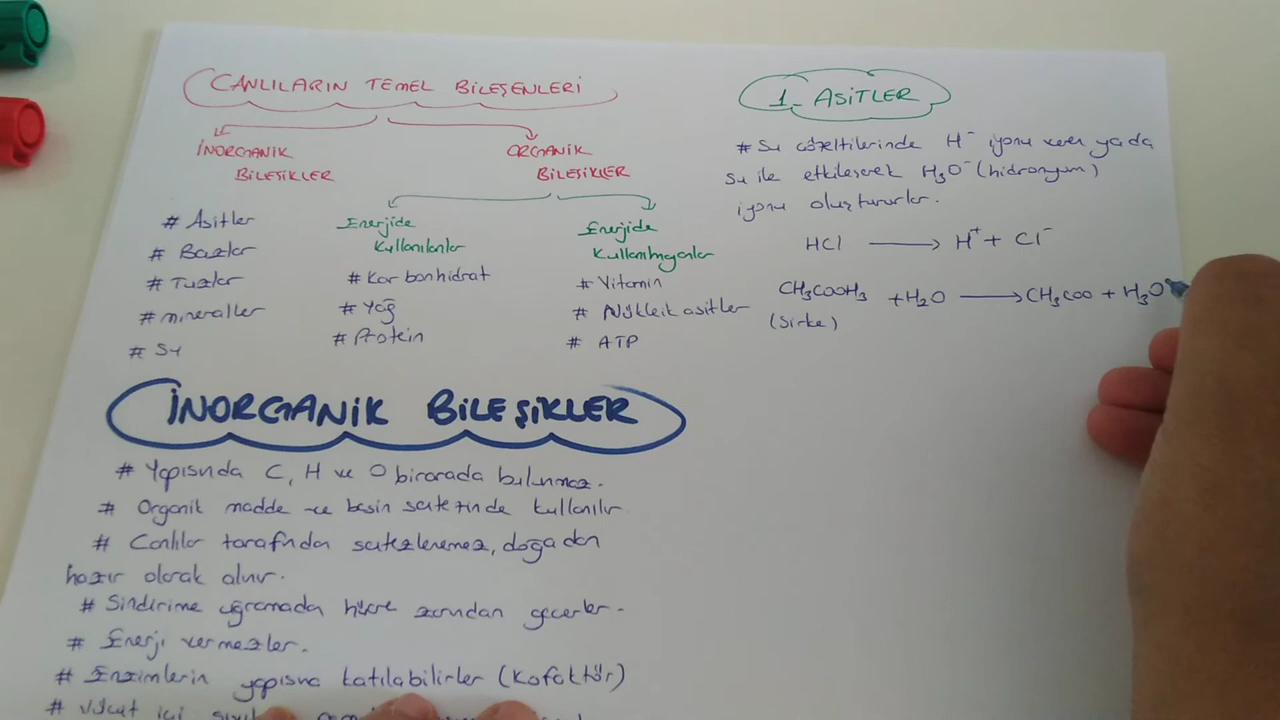 CANLILARIN TEMEL BİLEŞENLERİ
İNORGANİK BİLEŞİKLER
ORGANİK BİLEŞİKLER
# Asitler
# Bazlar
# Tuzlar
# mineraller
# Su
Enerjide Kullanılanlar
# Karbonhidrat
# Yağ
# Protein
Enerjide Kullanılmayanlar
# Vitamin
# Nükleik asitler
# ATP
İNORGANİK BİLEŞİKLER
# Yapısında C, H ve O birarada bulunmaz.
# Organik madde ve besin sentezinde kullanılır
# Canlılar tarafından sentezlenemez, doğadan
hazır olarak alınır.
# Sindirime uğramadan hücre zarından geçerler.
# Enerji vermezler.
# Enzimlerin yapısına katılabilirler (Kofaktör)
# Vücut içi
1- ASİTLER
# Su çözeltilerinde H⁻ iyonu veren ya da
su ile etkileşerek H₃O⁻ (hidronyum)
iyonu oluştururlar.
HCl → H⁺ + Cl⁻
CH₃COOH₃ + H₂O → CH₃COO + H₃O
(Sirke)